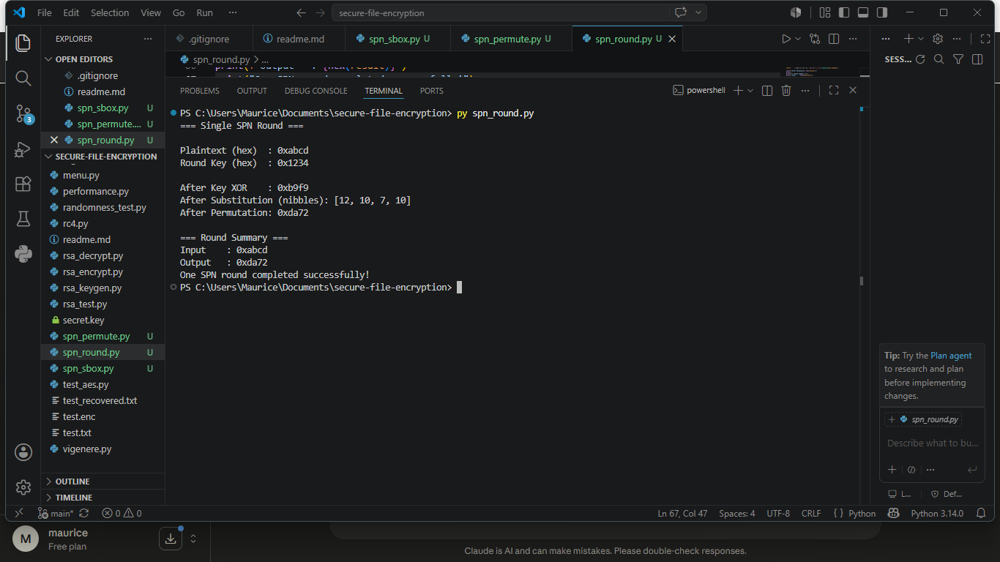 File Edit Selection View Go Run ··· secure-file-encryption
EXPLORER ···
OPEN EDITORS
.gitignore
readme.md
spn_sbox.py U
spn_permute.... U
spn_round.py U
SECURE-FILE-ENCRYPTION
menu.py
performance.py
randomness_test.py
rc4.py
readme.md
rsa_decrypt.py
rsa_encrypt.py
rsa_keygen.py
rsa_test.py
secret.key
spn_permute.py U
spn_round.py U
spn_sbox.py U
test_aes.py
test_recovered.txt
test.enc
test.txt
vigenere.py
OUTLINE
TIMELINE
3
.gitignore readme.md spn_sbox.py U spn_permute.py U spn_round.py U
spn_round.py > ...
PROBLEMS OUTPUT DEBUG CONSOLE TERMINAL PORTS powershell
PS C:\Users\Maurice\Documents\secure-file-encryption> py spn_round.py
=== Single SPN Round ===
Plaintext (hex)  : 0xabcd
Round Key (hex)  : 0x1234
After Key XOR    : 0xb9f9
After Substitution (nibbles): [12, 10, 7, 10]
After Permutation: 0xda72
=== Round Summary ===
Input    : 0xabcd
Output   : 0xda72
One SPN round completed successfully!
PS C:\Users\Maurice\Documents\secure-file-encryption>
SESS...
Tip: Try the Plan agent
to research and plan
before implementing
changes.
spn_round.py
Describe what to bu...
L... Def...
main* 0 0 Ln 67, Col 47 Spaces: 4 UTF-8 CRLF { } Python Python 3.14.0
M
maurice
Free plan
Claude is AI and can make mistakes. Please double-check responses.